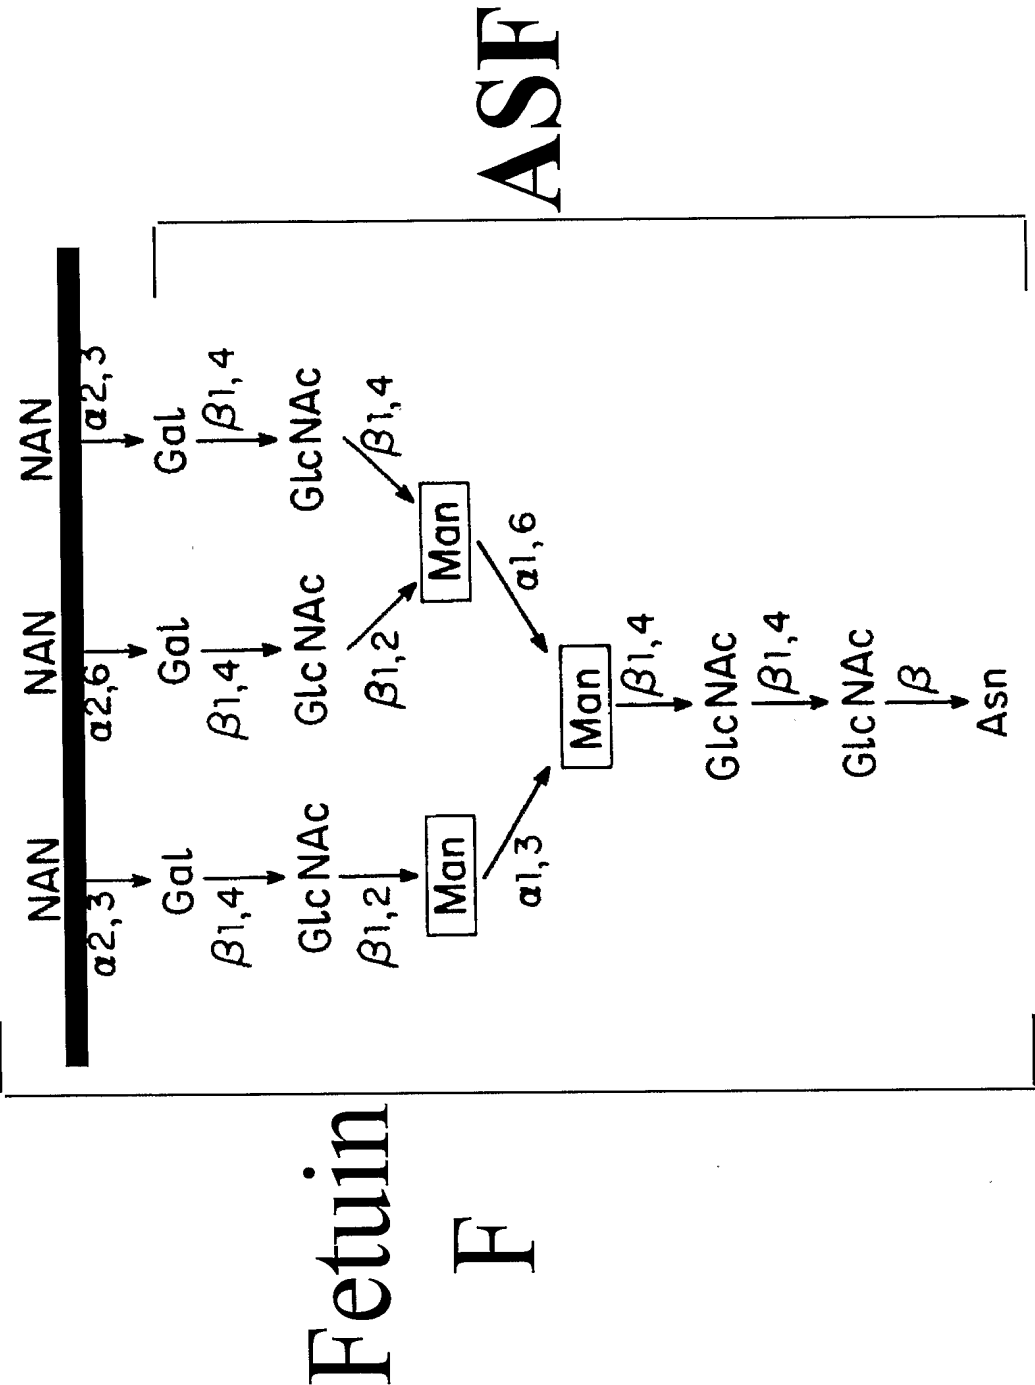 Fetuin
F
NAN NAN NAN
α2,3 α2,6 α2,3
Gal Gal Gal
β1,4 β1,4 β1,4
GlcNAc GlcNAc GlcNAc
β1,2 β1,2 β1,4
Man Man
α1,3 α1,6
Man
β1,4
GlcNAc
β1,4
GlcNAc
β
Asn
ASF